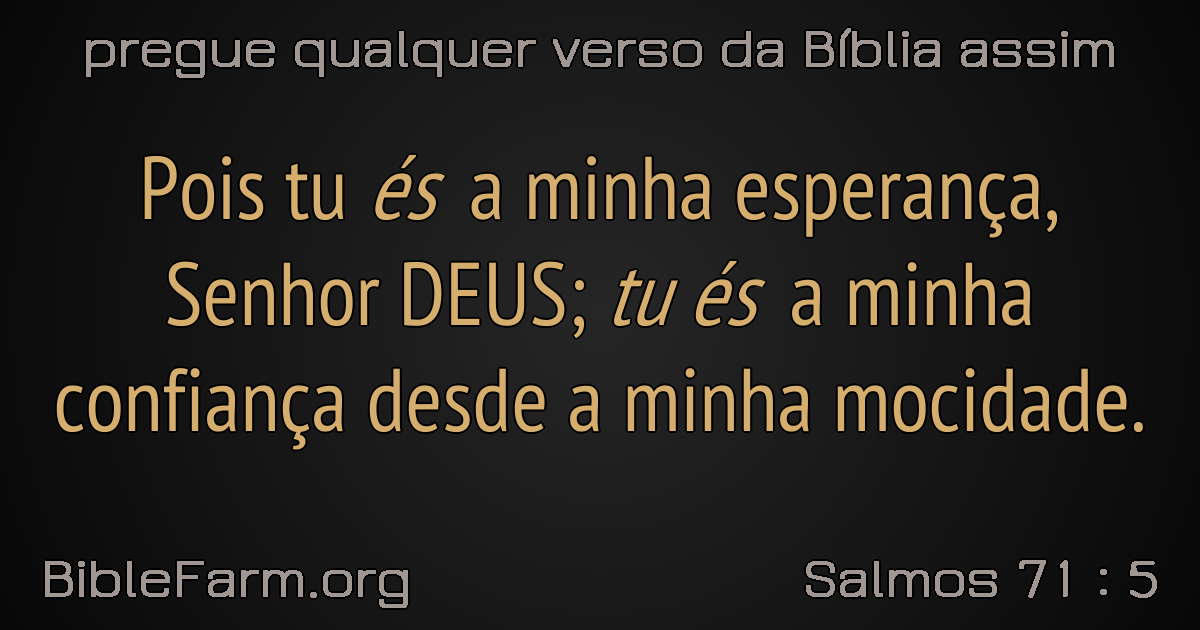 pregue qualquer verso da Bíblia assim
Pois tu és a minha esperança,
Senhor DEUS; tu és a minha
confiança desde a minha mocidade.
BibleFarm.org
Salmos 71 : 5